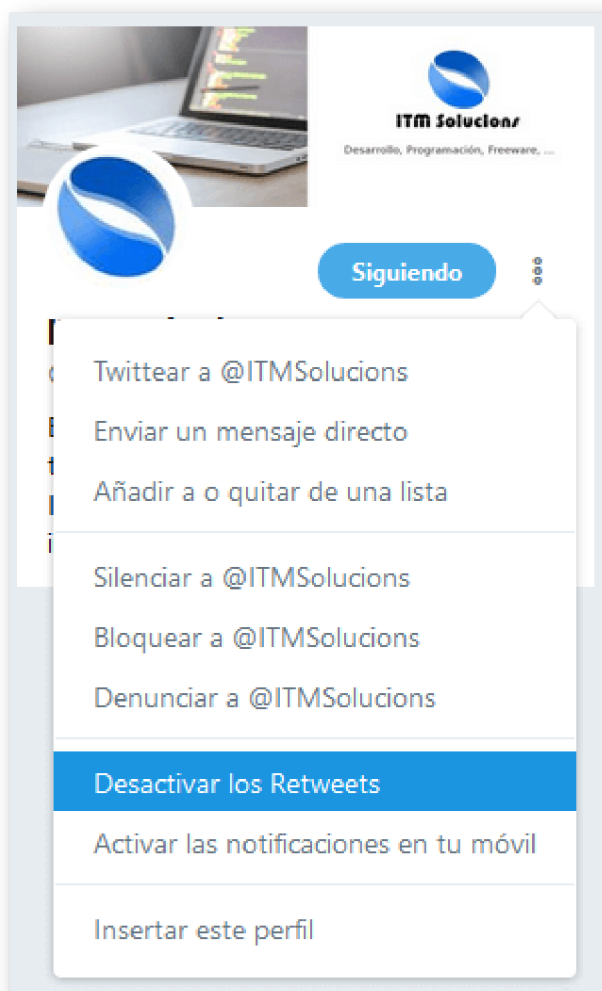 ITM Solucions
Desarrollo, Programación, Freeware, ...
Siguiendo
Twittear a @ITMSolucions
Enviar un mensaje directo
Añadir a o quitar de una lista
Silenciar a @ITMSolucions
Bloquear a @ITMSolucions
Denunciar a @ITMSolucions
Desactivar los Retweets
Activar las notificaciones en tu móvil
Insertar este perfil